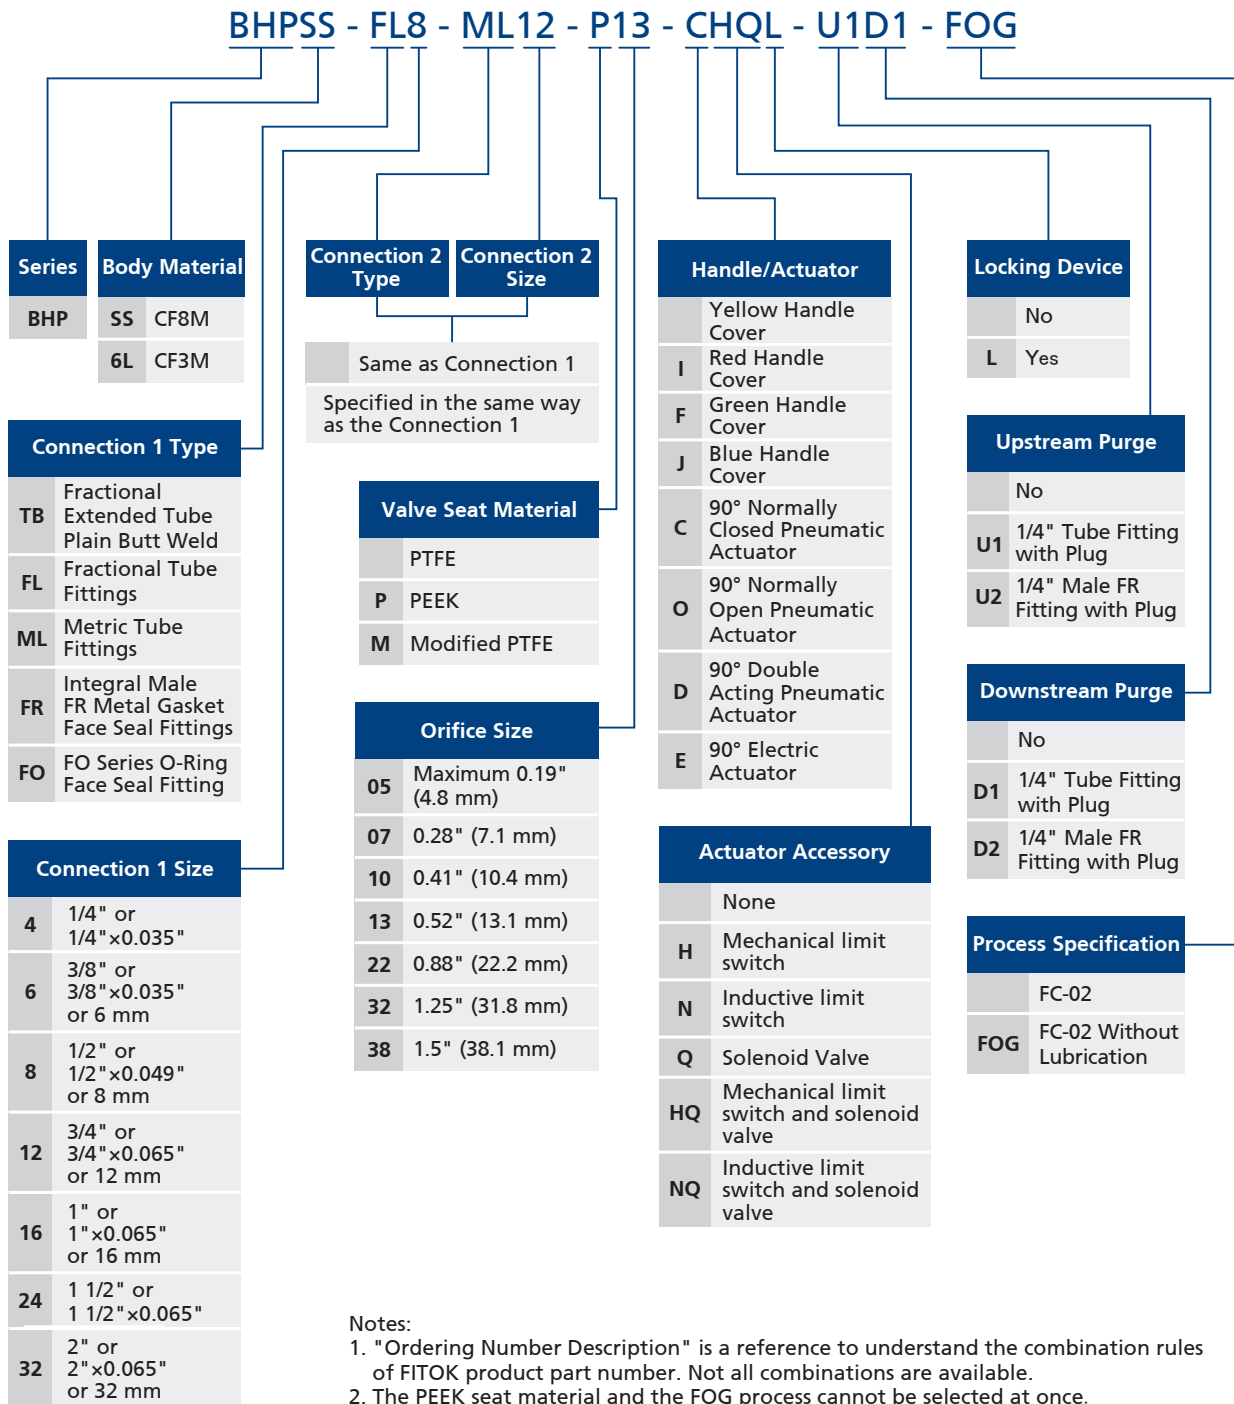 BHPSS - FL8 - ML12 - P13 - CHQL - U1D1 - FOG
Series
BHP
Body Material
SS CF8M
6L CF3M
Connection 1 Type
TB Fractional
Extended Tube
Plain Butt Weld
FL Fractional Tube
Fittings
ML Metric Tube
Fittings
FR Integral Male
FR Metal Gasket
Face Seal Fittings
FO FO Series O-Ring
Face Seal Fitting
Connection 1 Size
4 1/4" or
1/4"×0.035"
6 3/8" or
3/8"×0.035"
or 6 mm
8 1/2" or
1/2"×0.049"
or 8 mm
12 3/4" or
3/4"×0.065"
or 12 mm
16 1" or
1"×0.065"
or 16 mm
24 1 1/2" or
1 1/2"×0.065"
32 2" or
2"×0.065"
or 32 mm
Connection 2
Type
Connection 2
Size
Same as Connection 1
Specified in the same way
as the Connection 1
Valve Seat Material
PTFE
P PEEK
M Modified PTFE
Orifice Size
05 Maximum 0.19"
(4.8 mm)
07 0.28" (7.1 mm)
10 0.41" (10.4 mm)
13 0.52" (13.1 mm)
22 0.88" (22.2 mm)
32 1.25" (31.8 mm)
38 1.5" (38.1 mm)
Handle/Actuator
Yellow Handle
Cover
I Red Handle
Cover
F Green Handle
Cover
J Blue Handle
Cover
C 90° Normally
Closed Pneumatic
Actuator
O 90° Normally
Open Pneumatic
Actuator
D 90° Double
Acting Pneumatic
Actuator
E 90° Electric
Actuator
Actuator Accessory
None
H Mechanical limit
switch
N Inductive limit
switch
Q Solenoid Valve
HQ Mechanical limit
switch and solenoid
valve
NQ Inductive limit
switch and solenoid
valve
Locking Device
No
L Yes
Upstream Purge
No
U1 1/4" Tube Fitting
with Plug
U2 1/4" Male FR
Fitting with Plug
Downstream Purge
No
D1 1/4" Tube Fitting
with Plug
D2 1/4" Male FR
Fitting with Plug
Process Specification
FC-02
FOG FC-02 Without
Lubrication
Notes:
1. "Ordering Number Description" is a reference to understand the combination rules
of FITOK product part number. Not all combinations are available.
2. The PEEK seat material and the FOG process cannot be selected at once.